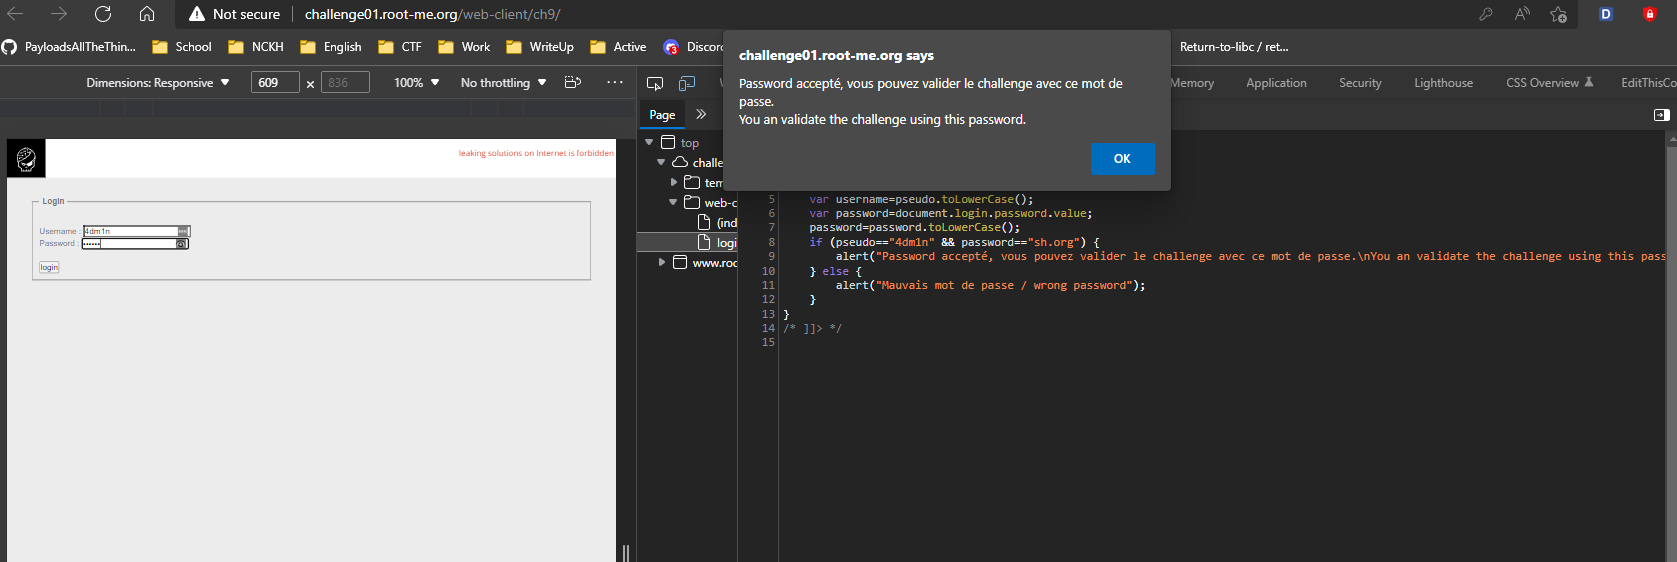 Not secure challenge01.root-me.org/web-client/ch9/
PayloadsAllTheThin... School NCKH English CTF Work WriteUp Active Discord Return-to-libc / ret...
challenge01.root-me.org says
Password accepté, vous pouvez valider le challenge avec ce mot de
passe.
You an validate the challenge using this password.
OK
Dimensions: Responsive 609 x 836 100% No throttling
Memory Application Security Lighthouse CSS Overview EditThisCo
Page
top
challe
tem
web-c
(ind
logi
www.roo
leaking solutions on Internet is forbidden
Login
Username : 4dm1n
Password : ••••••
login
5 var username=pseudo.toLowerCase();
6 var password=document.login.password.value;
7 password=password.toLowerCase();
8 if (pseudo=="4dm1n" && password=="sh.org") {
9 alert("Password accepté, vous pouvez valider le challenge avec ce mot de passe.\nYou an validate the challenge using this pass
10 } else {
11 alert("Mauvais mot de passe / wrong password");
12 }
13 }
14 /* ]]> */
15